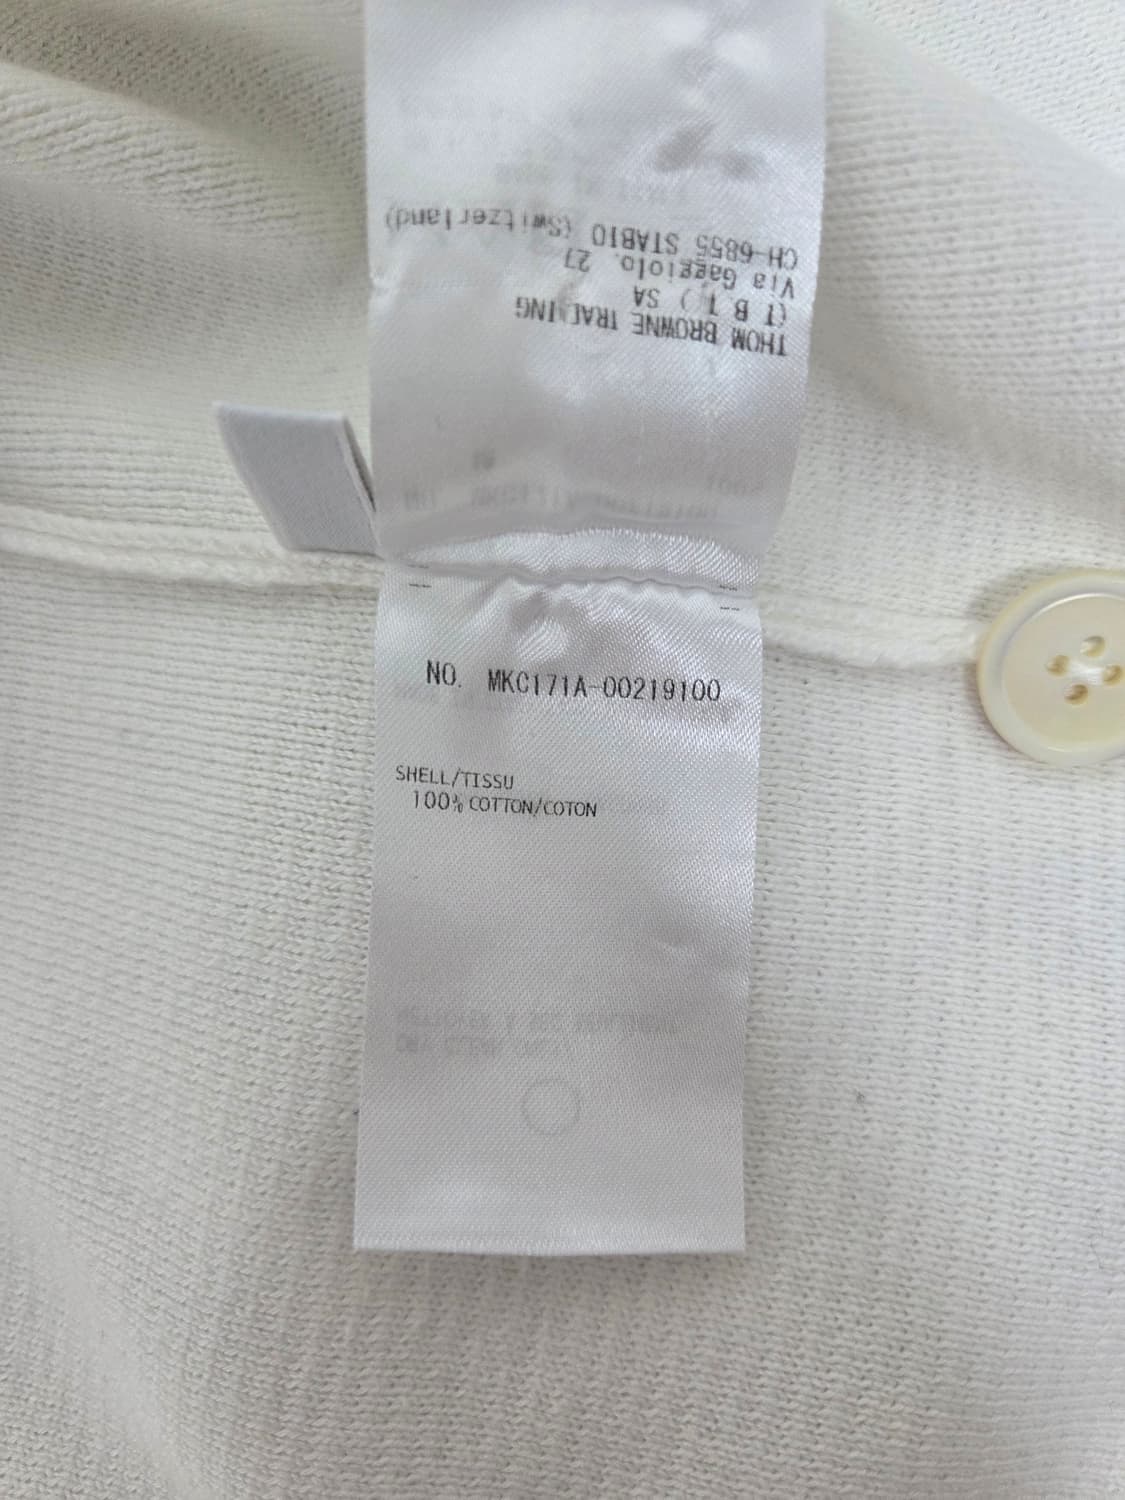 THOM BROWNE TRADING
(T B T ) SA
Via Gaggiolo, 27
CH-6855 STABIO (Switzerland)
NO. MKC171A-00219100
SHELL/TISSU
100% COTTON/COTON